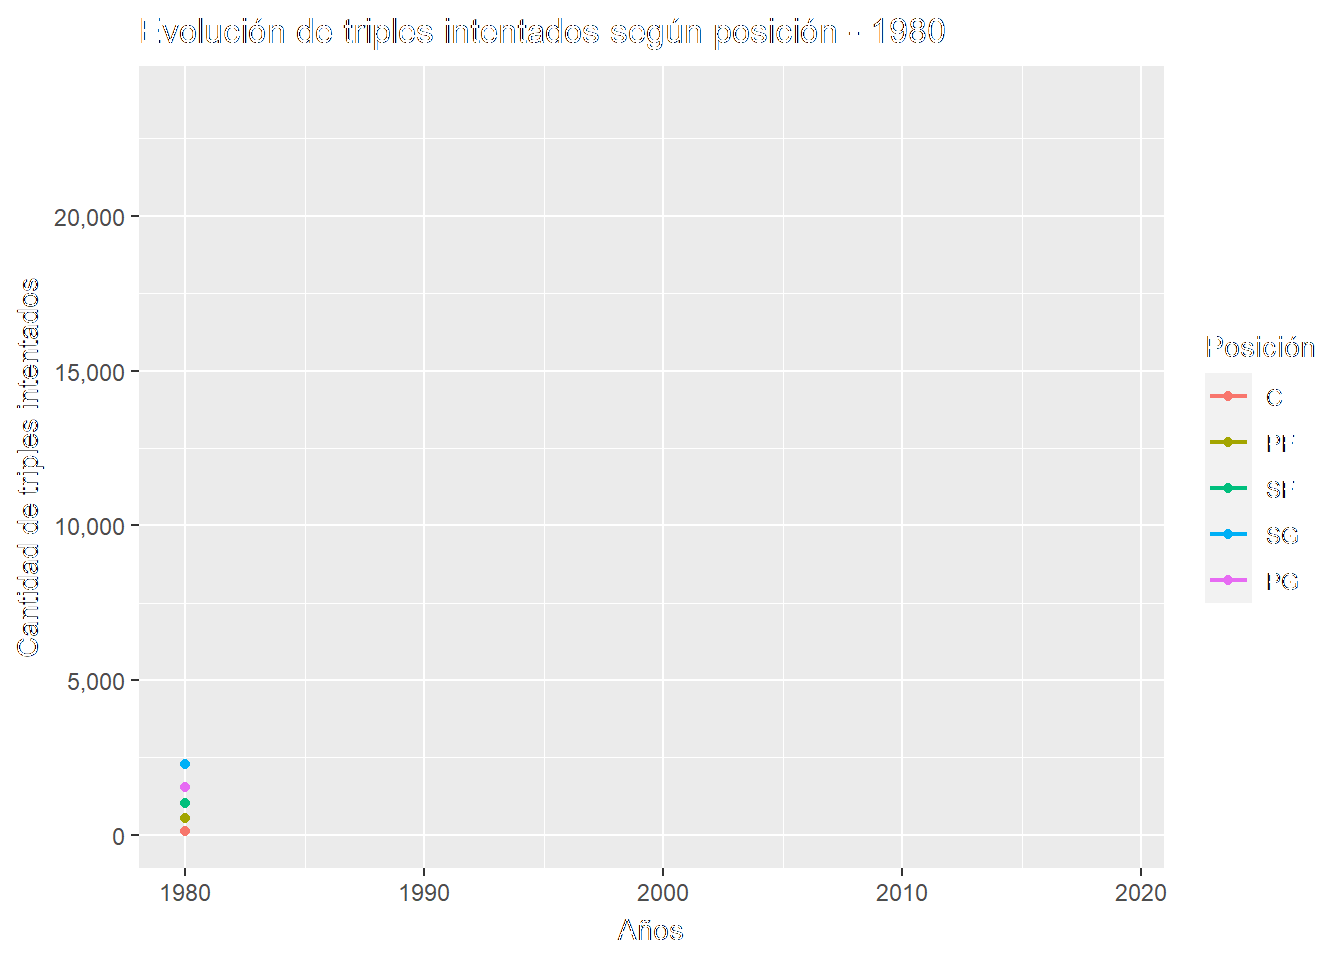 Evolución de triples intentados según posición - 1980
Cantidad de triples intentados
20,000
15,000
10,000
5,000
0
1980
1990
2000
2010
2020
Años
Posición
C
PF
SF
SG
PG